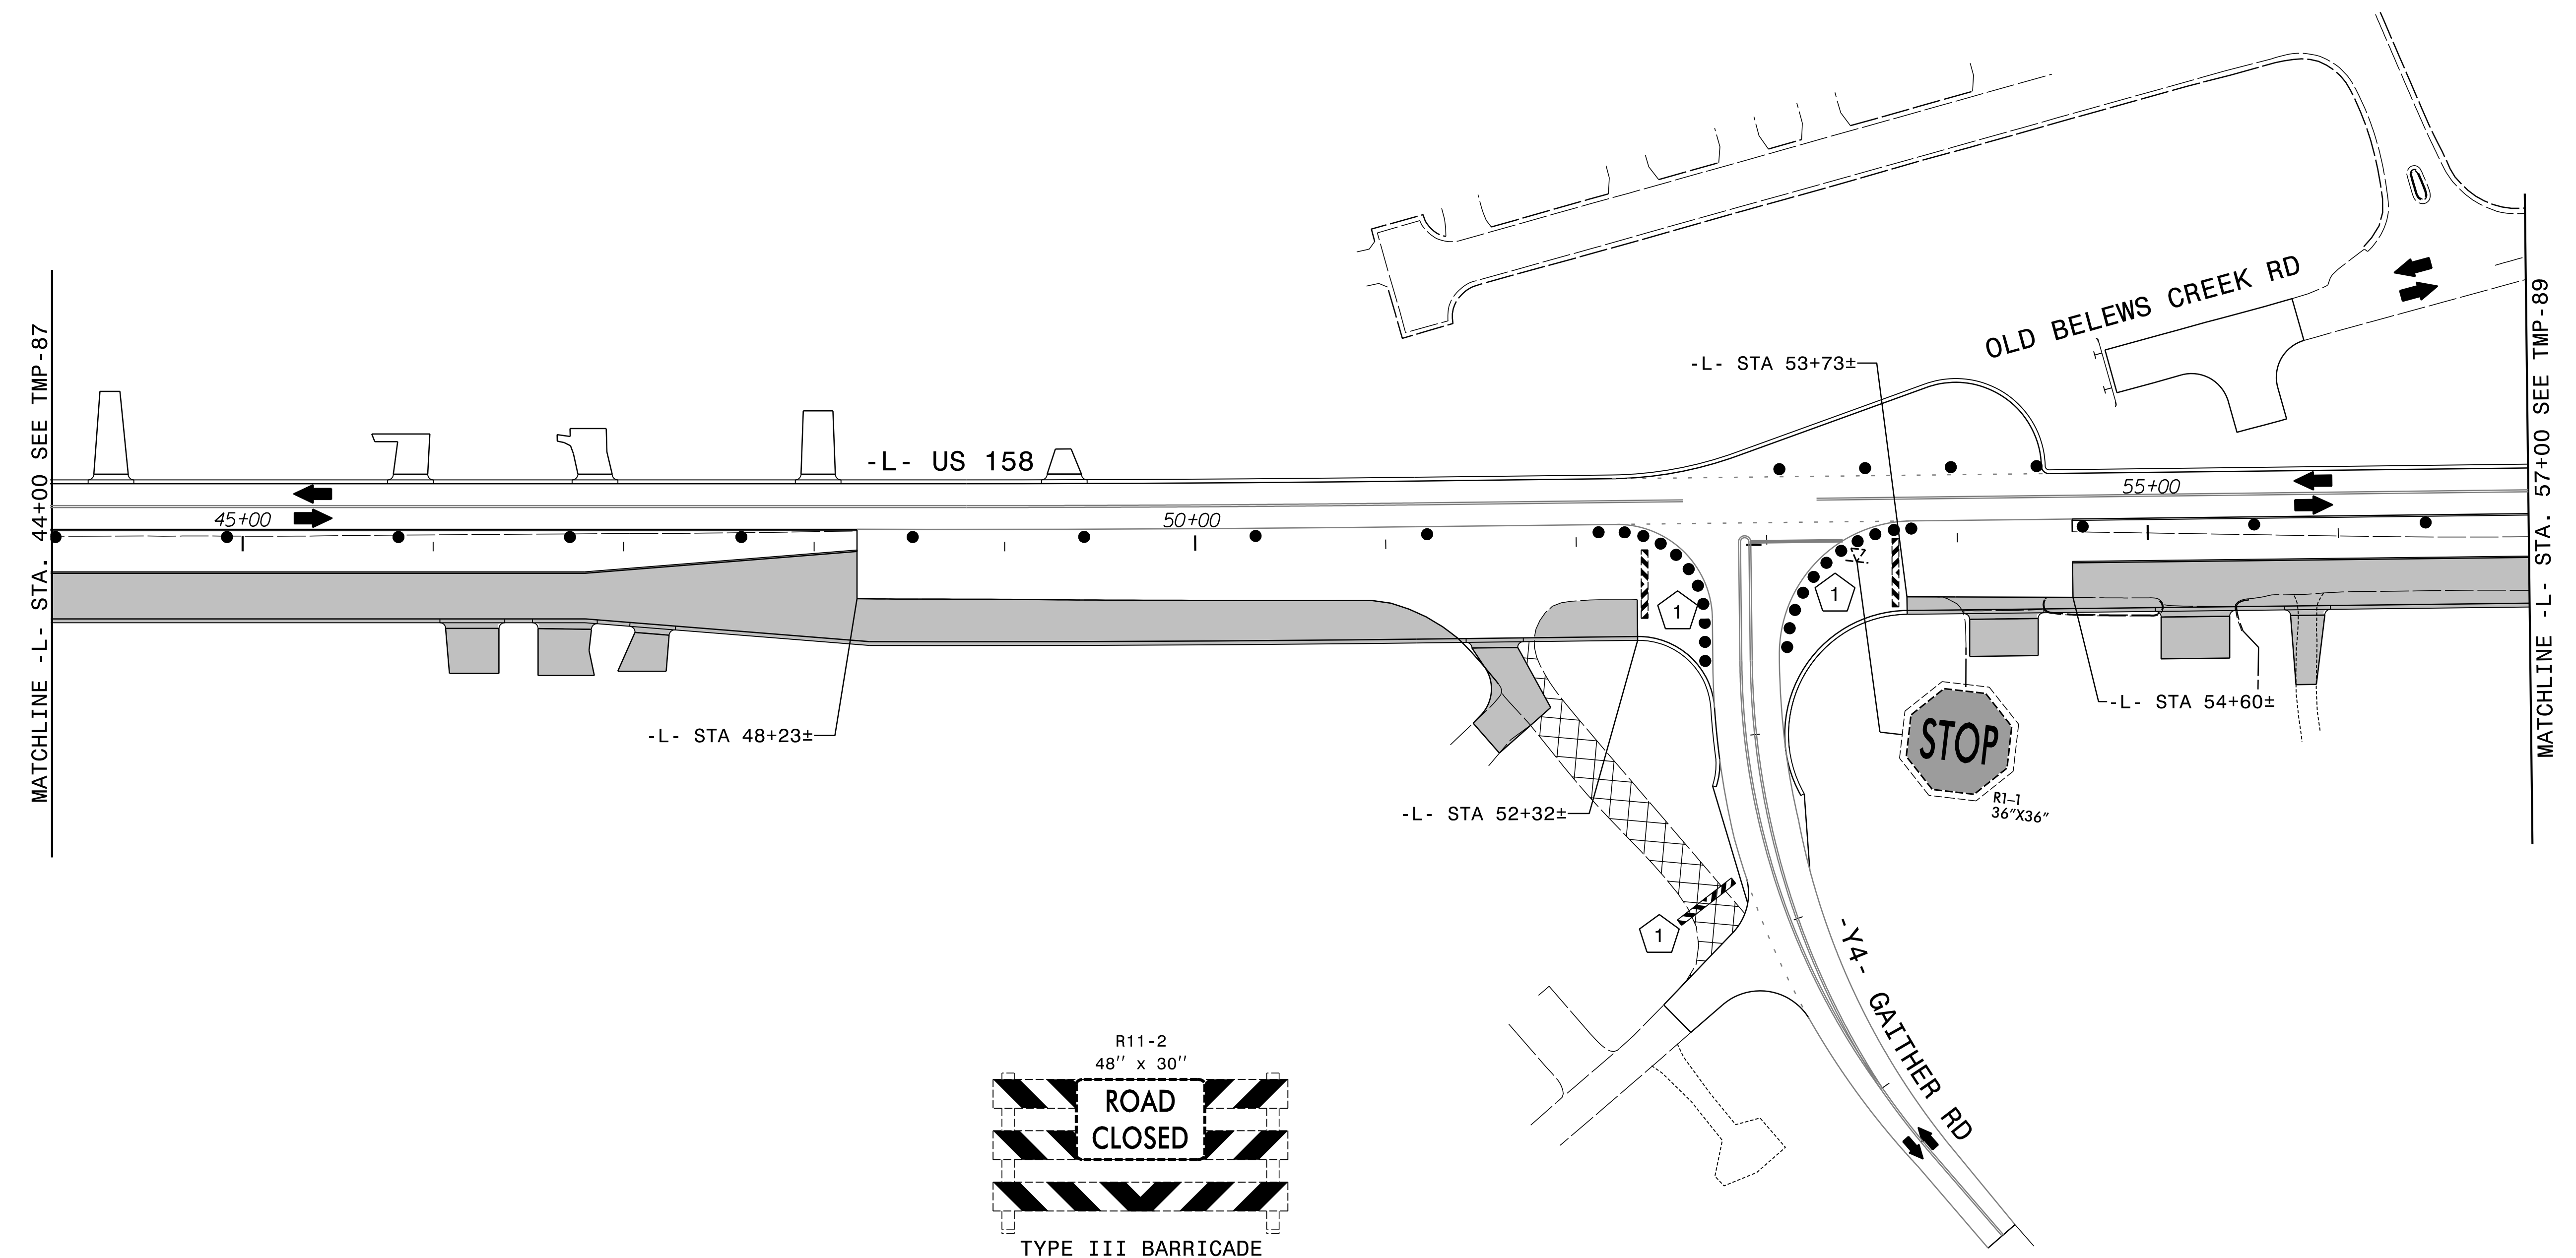 MATCHLINE -L- STA. 44+00 SEE TMP-87
OLD BELEWS CREEK RD
-L- STA 53+73±
-L- US 158
45+00
50+00
55+00
1
1
-L- STA 48+23±
-L- STA 54+60±
STOP
R1-1
36"X36"
-L- STA 52+32±
1
-Y4- GAITHER RD
R11-2
48" x 30"
ROAD
CLOSED
TYPE III BARRICADE
MATCHLINE -L- STA. 57+00 SEE TMP-89